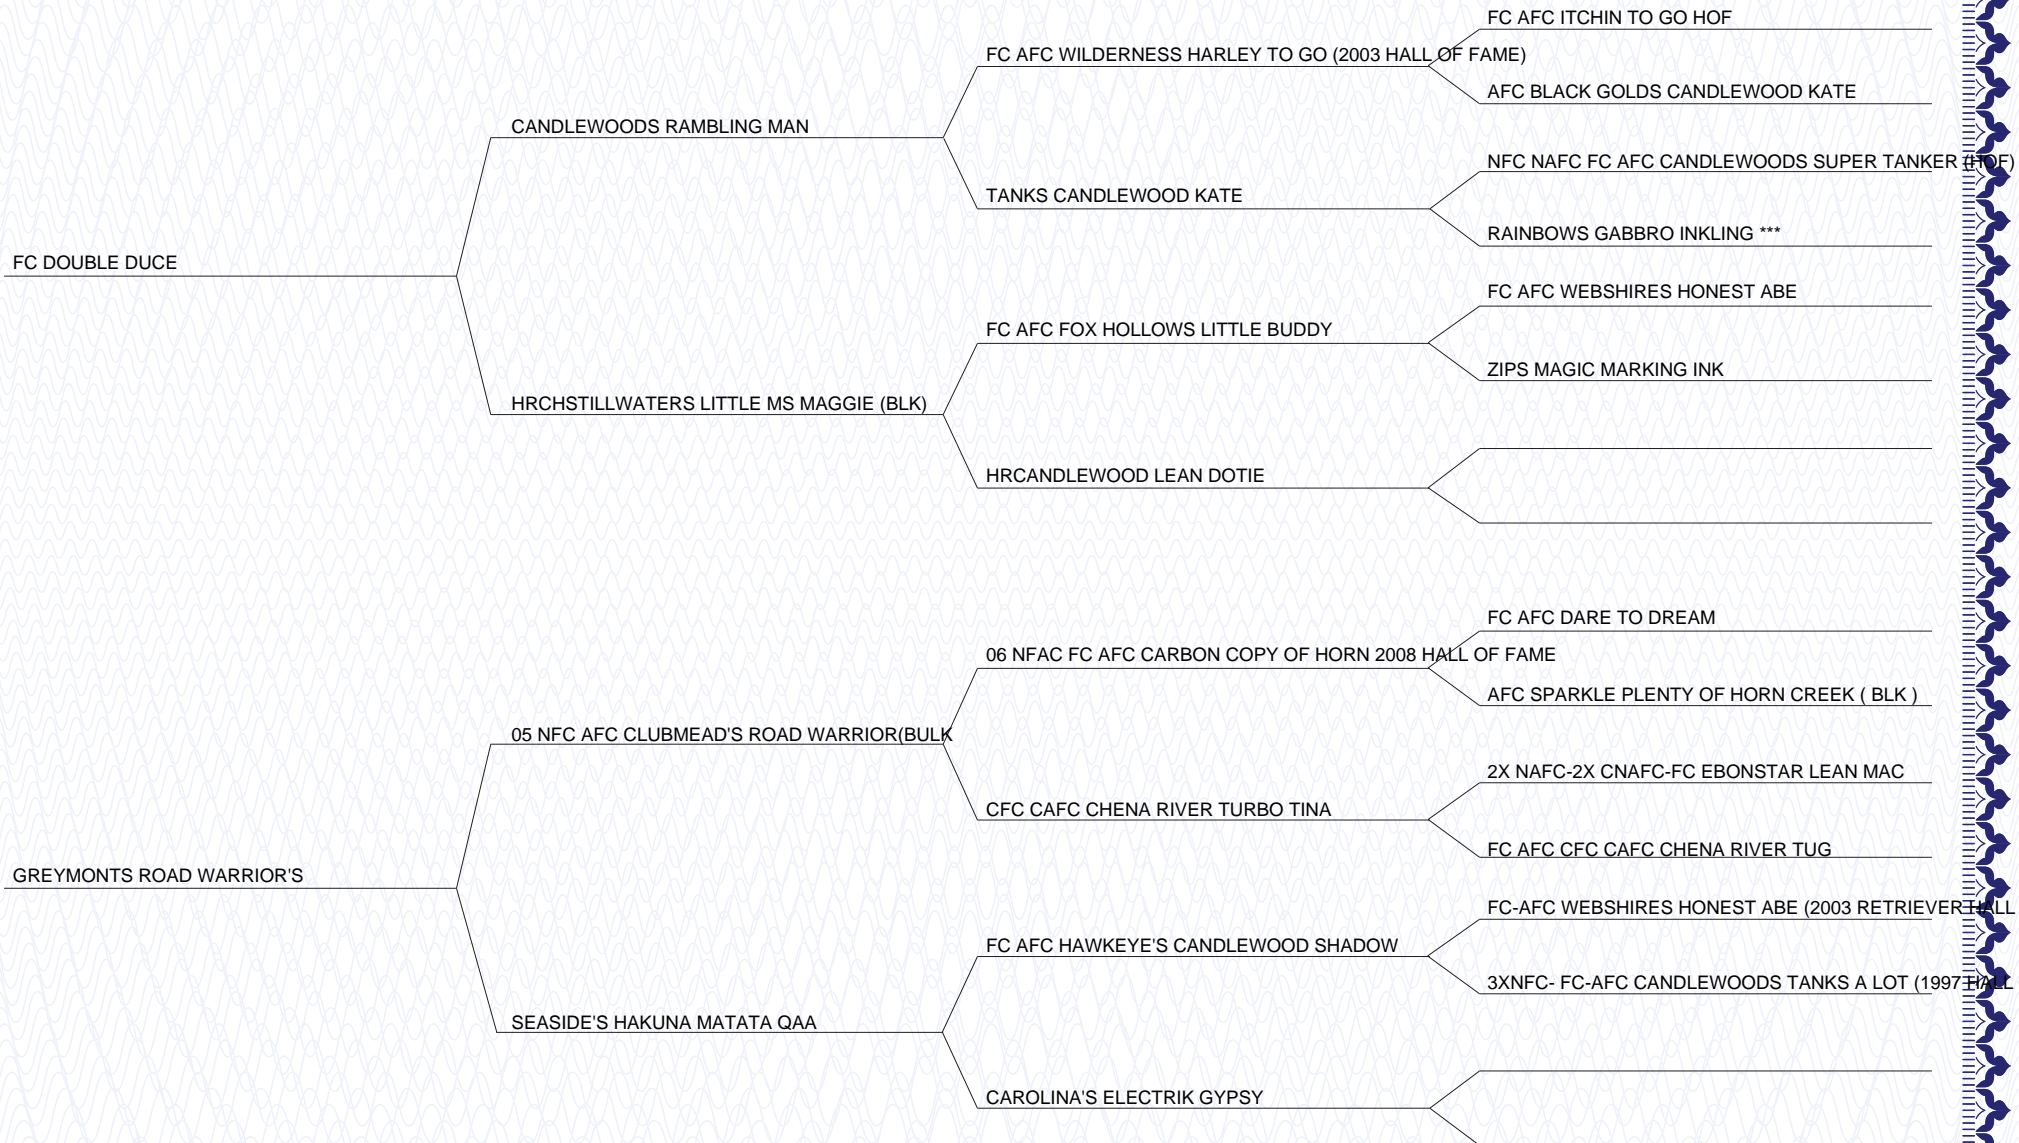 FC AFC ITCHIN TO GO HOF
FC AFC WILDERNESS HARLEY TO GO (2003 HALL OF FAME)
AFC BLACK GOLDS CANDLEWOOD KATE
CANDLEWOODS RAMBLING MAN
NFC NAFC FC AFC CANDLEWOODS SUPER TANKER (HOF)
TANKS CANDLEWOOD KATE
RAINBOWS GABBRO INKLING ***
FC DOUBLE DUCE
FC AFC WEBSHIRES HONEST ABE
FC AFC FOX HOLLOWS LITTLE BUDDY
ZIPS MAGIC MARKING INK
HRCHSTILLWATERS LITTLE MS MAGGIE (BLK)
HRCANDLEWOOD LEAN DOTIE
FC AFC DARE TO DREAM
06 NFAC FC AFC CARBON COPY OF HORN 2008 HALL OF FAME
AFC SPARKLE PLENTY OF HORN CREEK ( BLK )
05 NFC AFC CLUBMEAD'S ROAD WARRIOR(BULK
2X NAFC-2X CNAFC-FC EBONSTAR LEAN MAC
CFC CAFC CHENA RIVER TURBO TINA
FC AFC CFC CAFC CHENA RIVER TUG
GREYMONTS ROAD WARRIOR'S
FC-AFC WEBSHIRES HONEST ABE (2003 RETRIEVER HALL
FC AFC HAWKEYE'S CANDLEWOOD SHADOW
3XNFC- FC-AFC CANDLEWOODS TANKS A LOT (1997 HALL
SEASIDE'S HAKUNA MATATA QAA
CAROLINA'S ELECTRIK GYPSY